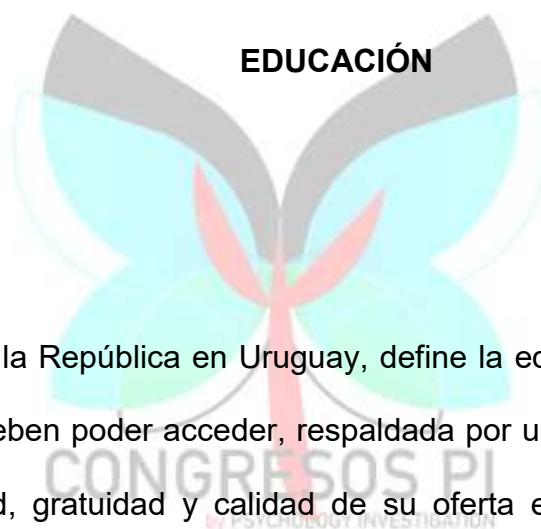 EDUCACIÓN
la República en Uruguay, define la ed
eben poder acceder, respaldada por u
CONGRESOS PI
d, gratuidad y calidad de su oferta e
by PSYCHOLOGY INVESTIGATION